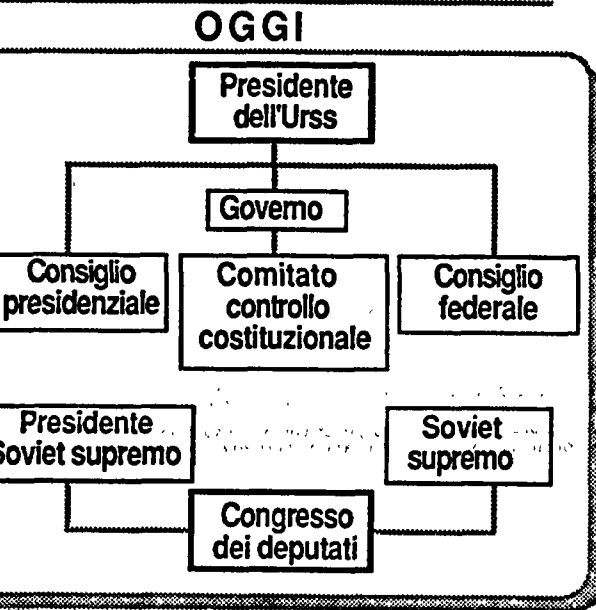 OGGI
Presidente
dell'Urss
Governo
Consiglio
presidenziale
Comitato
controllo
costituzionale
Consiglio
federale
Presidente
Soviet supremo
Soviet
supremo
Congresso
dei deputati